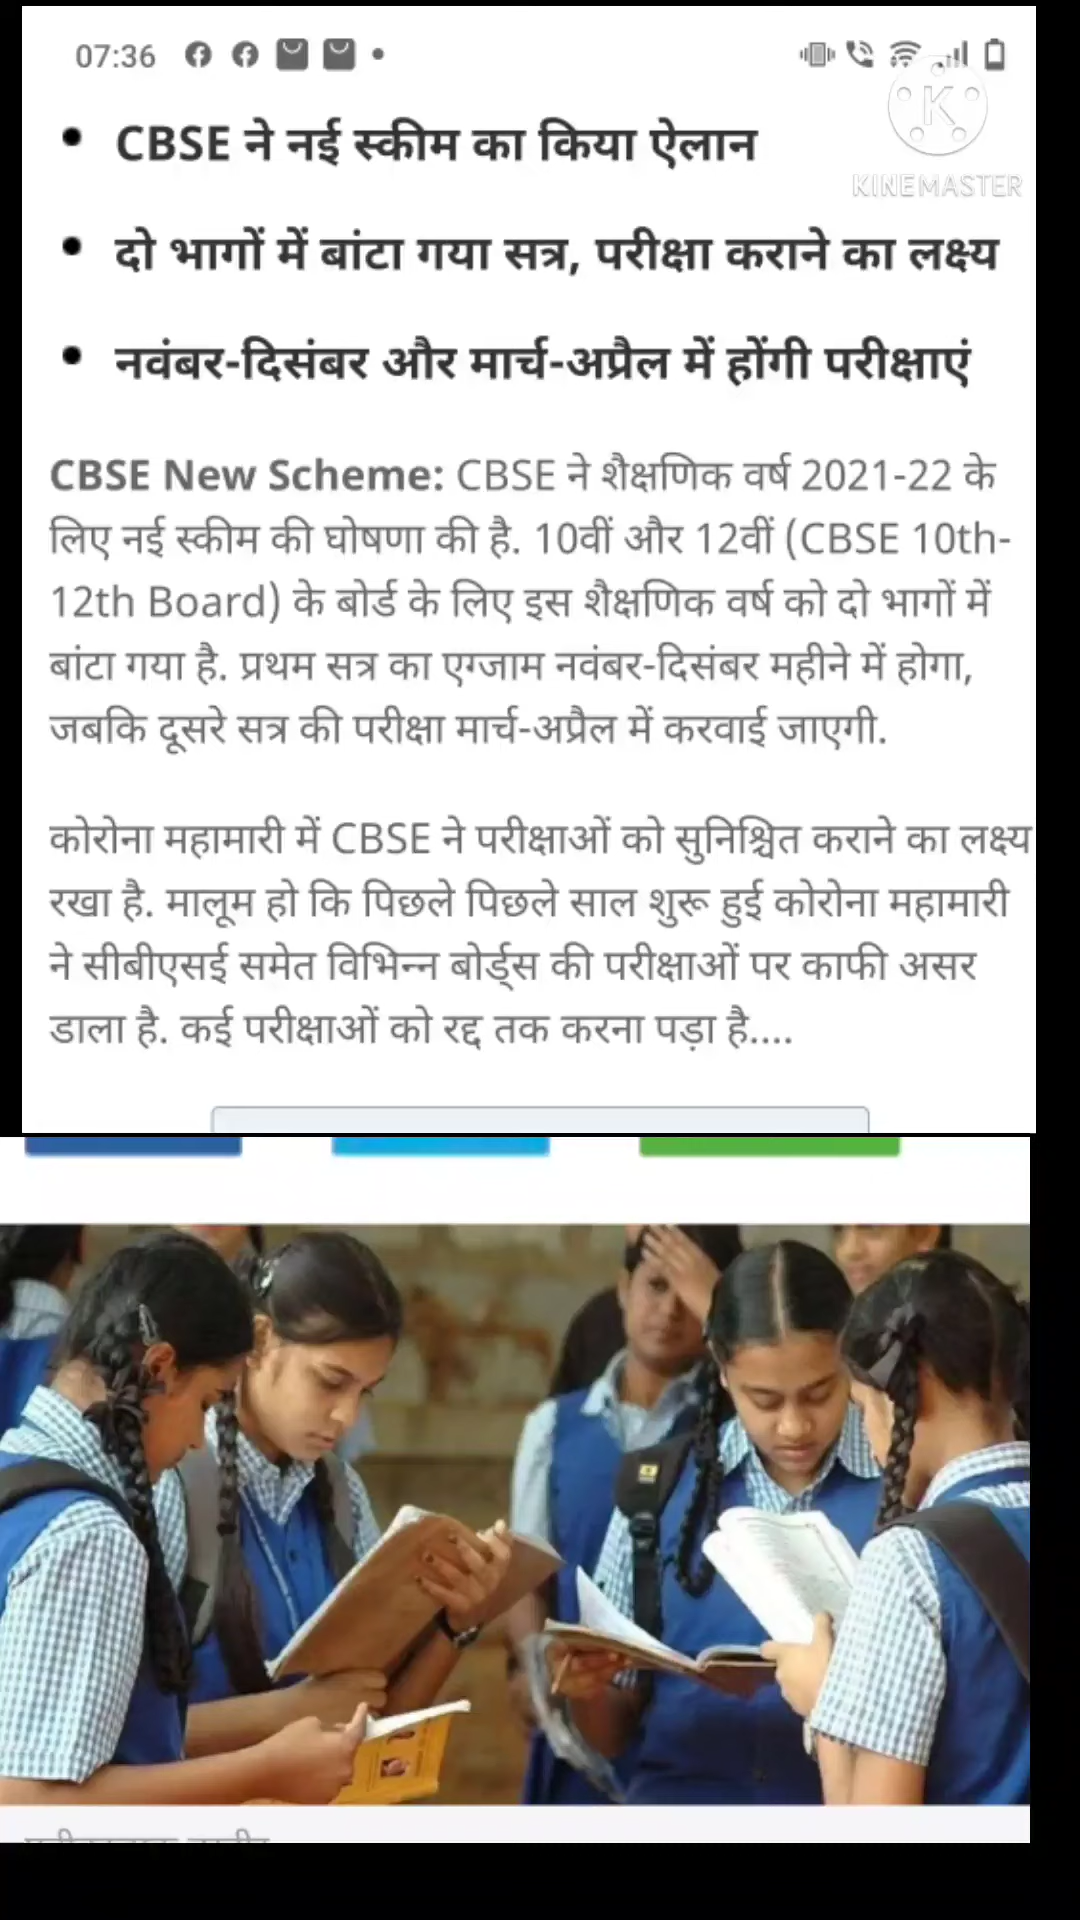 07:36
KINEMASTER
• CBSE ने नई स्कीम का किया ऐलान
• दो भागों में बांटा गया सत्र, परीक्षा कराने का लक्ष्य
• नवंबर-दिसंबर और मार्च-अप्रैल में होंगी परीक्षाएं
CBSE New Scheme: CBSE ने शैक्षणिक वर्ष 2021-22 के
लिए नई स्कीम की घोषणा की है. 10वीं और 12वीं (CBSE 10th-
12th Board) के बोर्ड के लिए इस शैक्षणिक वर्ष को दो भागों में
बांटा गया है. प्रथम सत्र का एग्जाम नवंबर-दिसंबर महीने में होगा,
जबकि दूसरे सत्र की परीक्षा मार्च-अप्रैल में करवाई जाएगी.
कोरोना महामारी में CBSE ने परीक्षाओं को सुनिश्चित कराने का लक्ष्य
रखा है. मालूम हो कि पिछले पिछले साल शुरू हुई कोरोना महामारी
ने सीबीएसई समेत विभिन्न बोर्ड्स की परीक्षाओं पर काफी असर
डाला है. कई परीक्षाओं को रद्द तक करना पड़ा है....